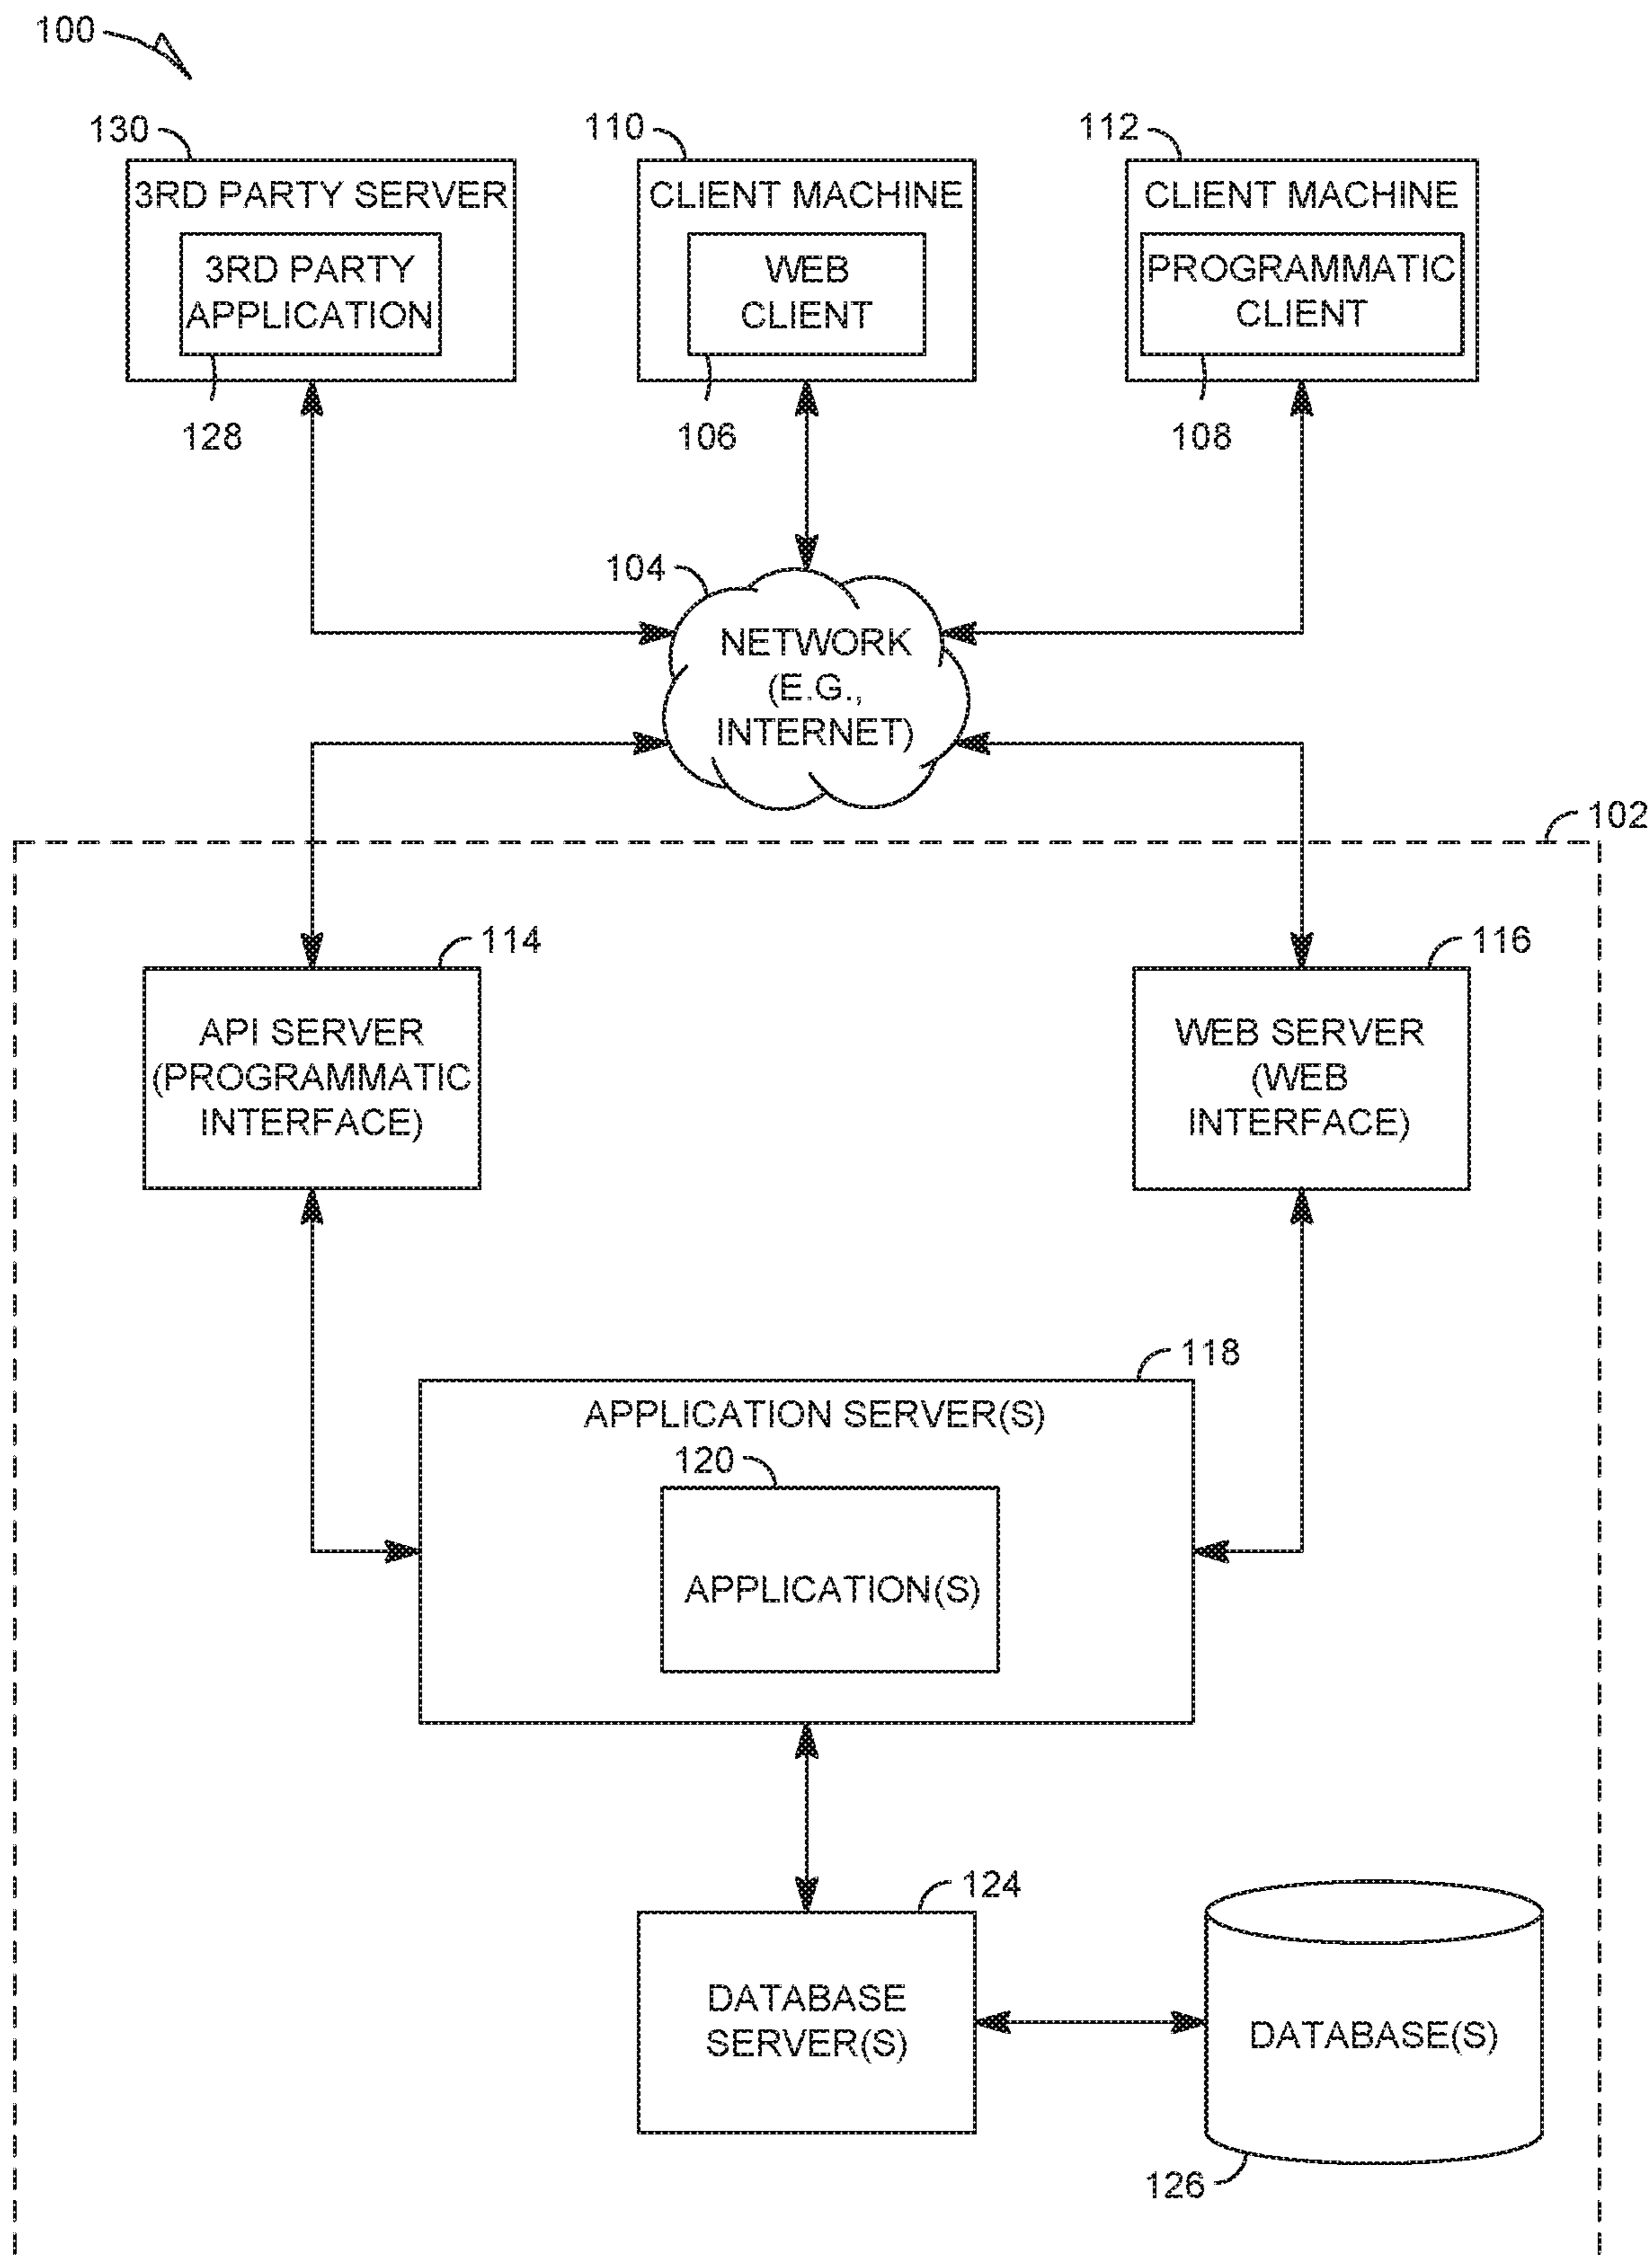 100
130
3RD PARTY SERVER
3RD PARTY
APPLICATION
128
110
CLIENT MACHINE
WEB
CLIENT
106
112
CLIENT MACHINE
PROGRAMMATIC
CLIENT
108
104
NETWORK
(E.G.,
INTERNET)
102
114
API SERVER
(PROGRAMMATIC
INTERFACE)
116
WEB SERVER
(WEB
INTERFACE)
118
APPLICATION SERVER(S)
120
APPLICATION(S)
124
DATABASE
SERVER(S)
DATABASE(S)
126